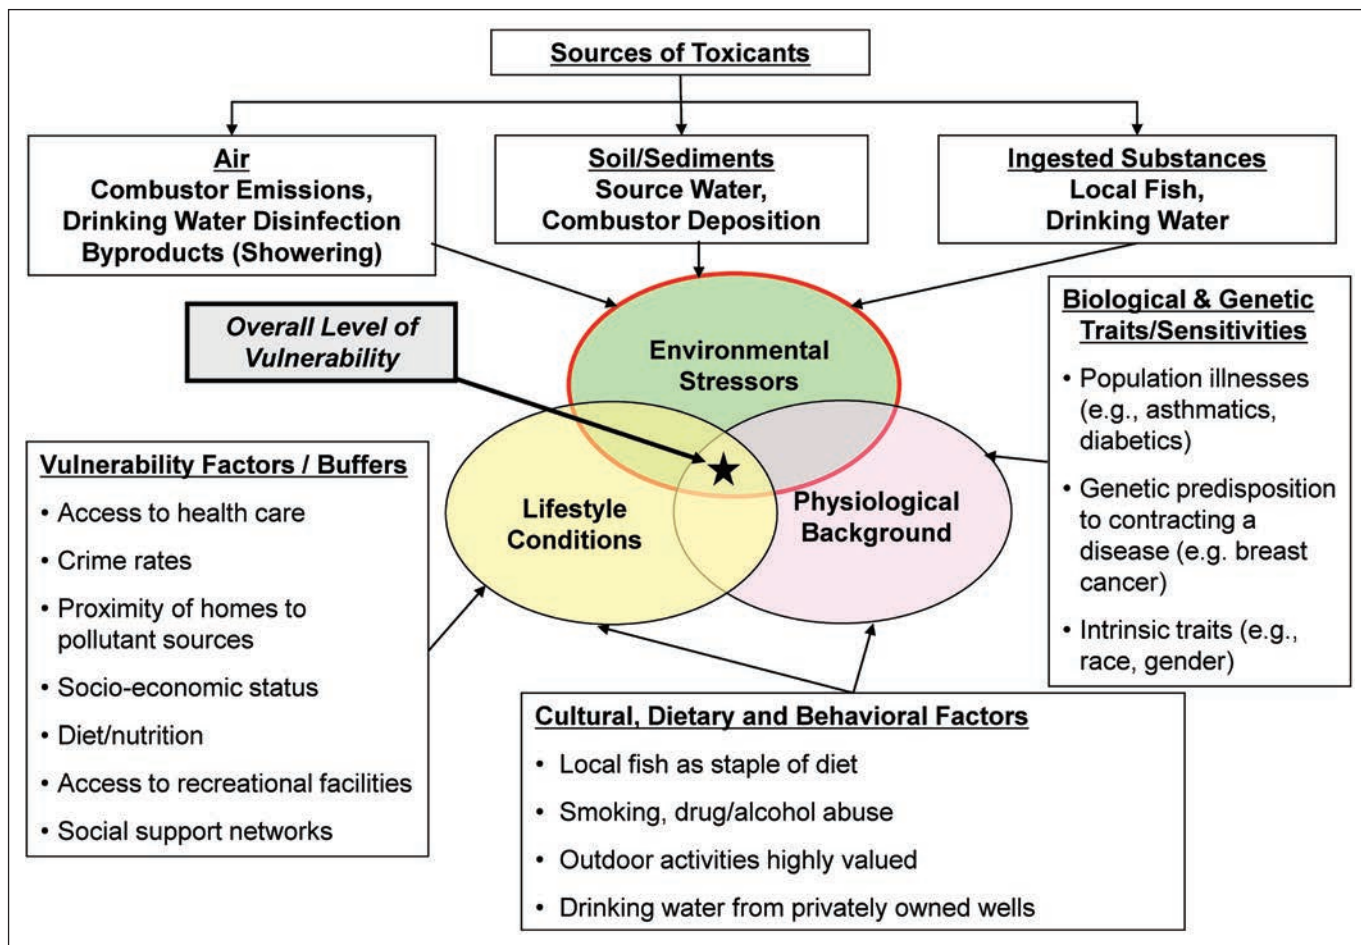 Sources of Toxicants
Air
Combustor Emissions,
Drinking Water Disinfection
Byproducts (Showering)
Soil/Sediments
Source Water,
Combustor Deposition
Ingested Substances
Local Fish,
Drinking Water
Overall Level of
Vulnerability
Environmental
Stressors
Lifestyle
Conditions
Physiological
Background
Biological & Genetic
Traits/Sensitivities
• Population illnesses
(e.g., asthmatics,
diabetics)
• Genetic predisposition
to contracting a
disease (e.g. breast
cancer)
• Intrinsic traits (e.g.,
race, gender)
Vulnerability Factors / Buffers
• Access to health care
• Crime rates
• Proximity of homes to
pollutant sources
• Socio-economic status
• Diet/nutrition
• Access to recreational facilities
• Social support networks
Cultural, Dietary and Behavioral Factors
• Local fish as staple of diet
• Smoking, drug/alcohol abuse
• Outdoor activities highly valued
• Drinking water from privately owned wells